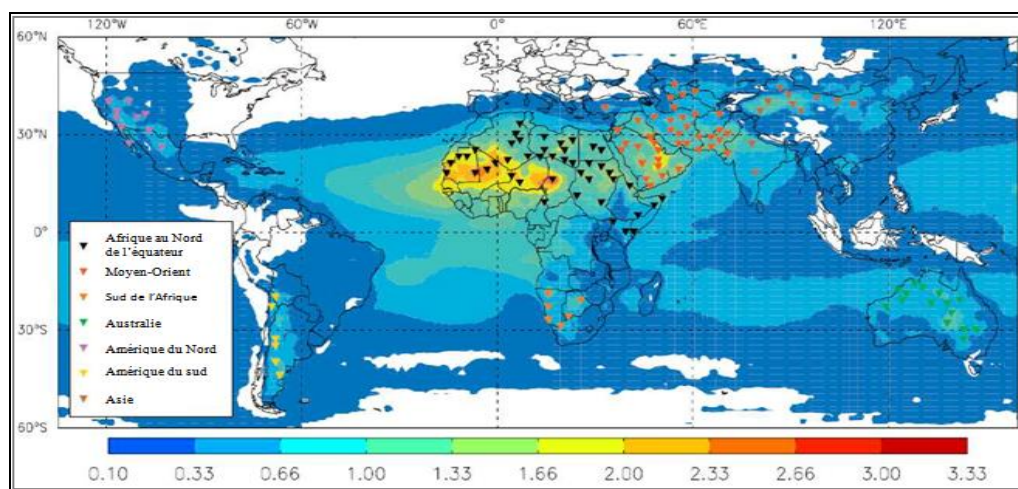 120°W 60°W 0° 60°E 120°E
60°N
30°N
0°
30°S
60°S
Afrique au Nord
de l'équateur
Moyen-Orient
Sud de l'Afrique
Australie
Amérique du Nord
Amérique du sud
Asie
0.10 0.33 0.66 1.00 1.33 1.66 2.00 2.33 2.66 3.00 3.33